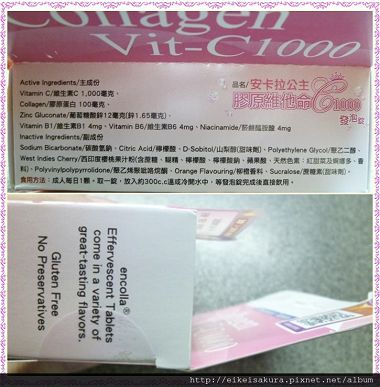 Collagen
Vit-C1000
Active Ingredients/主成份
Vitamin C/維生素C 1,000毫克、
Collagen/膠原蛋白 100毫克、
Zinc Gluconate/葡萄糖酸鋅12毫克(鋅1.65毫克)、
Vitamin B1/維生素B1 4mg、Vitamin B6/維生素B6 4mg、Niacinamide/菸鹼醯胺 4mg
Inactive Ingredients/副成份
Sodium Bicarbonate/碳酸氫鈉、Citric Acid/檸檬酸、D-Sorbitol/山梨醇(甜味劑)、Polyethylene Glycol/聚乙二醇、
West Indies Cherry/西印度櫻桃果汁粉(含蔗糖、糊精、檸檬酸、檸檬酸鈉、蘋果酸、天然色素:紅甜菜及焦糖、香
料)、Polyvinylpolypyrrolidone/聚乙烯聚吡咯烷酮、Orange Flavouring/柳橙香料、Sucralose/蔗糖素(甜味劑)
食用方法: 成人每日1顆。取一錠,放入約300c.c溫或冷開水中,等發泡錠完成後直接飲用。
品名/安卡拉公主
膠原維他命C1000
發泡錠
encolla®
Effervescent Tablets
come in a variety of
great-tasting flavors.
Gluten Free
No Preservatives
http://eikeisakura.pixnet.net/album